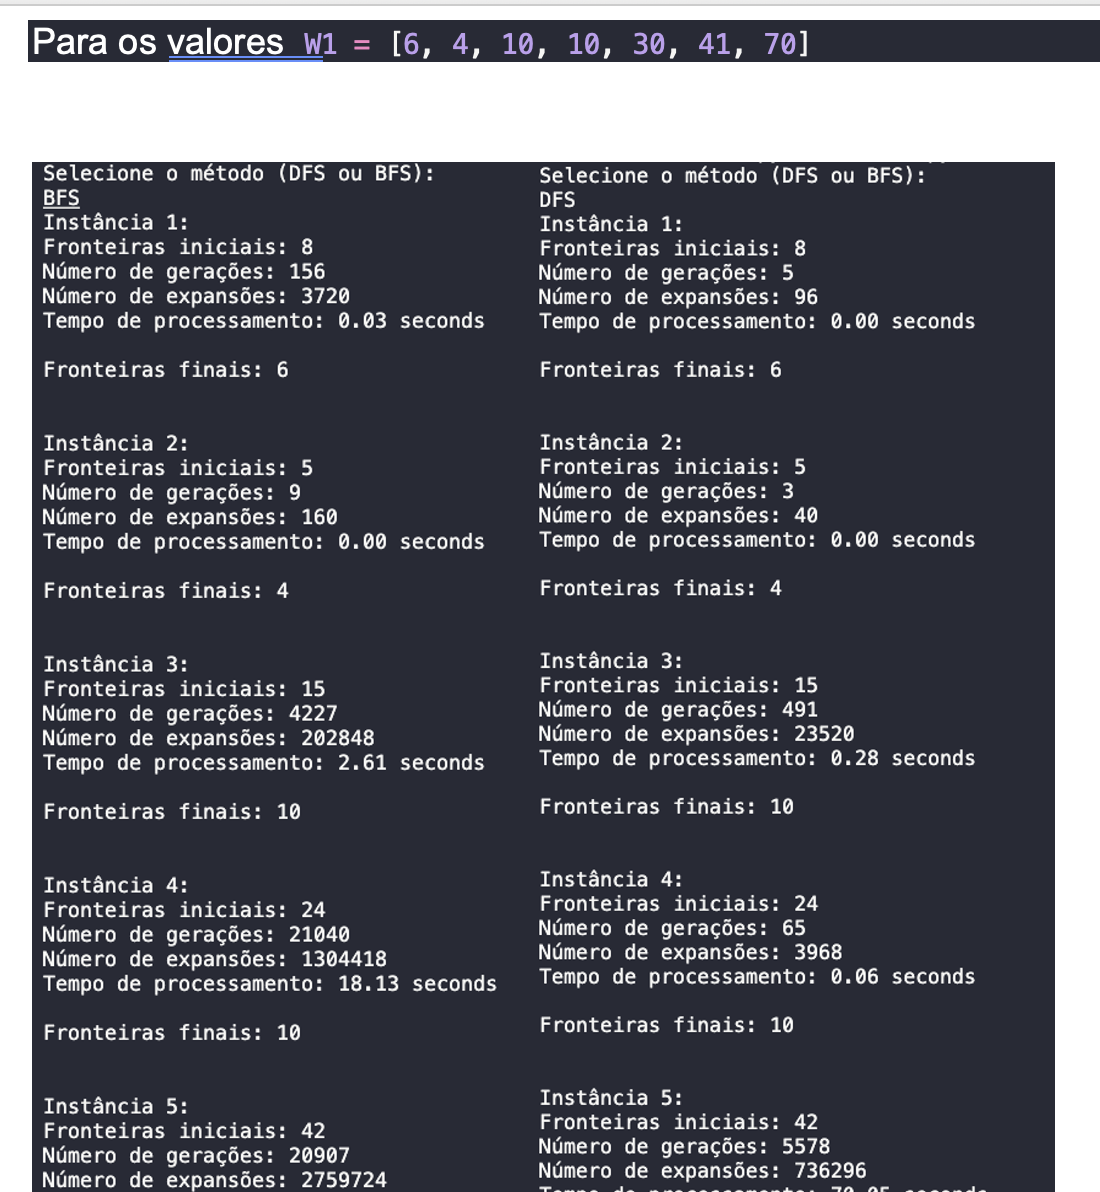 Para os valores W1 = [6, 4, 10, 10, 30, 41, 70]
Selecione o método (DFS ou BFS):
BFS
Instância 1:
Fronteiras iniciais: 8
Número de gerações: 156
Número de expansões: 3720
Tempo de processamento: 0.03 seconds
Fronteiras finais: 6
Instância 2:
Fronteiras iniciais: 5
Número de gerações: 9
Número de expansões: 160
Tempo de processamento: 0.00 seconds
Fronteiras finais: 4
Instância 3:
Fronteiras iniciais: 15
Número de gerações: 4227
Número de expansões: 202848
Tempo de processamento: 2.61 seconds
Fronteiras finais: 10
Instância 4:
Fronteiras iniciais: 24
Número de gerações: 21040
Número de expansões: 1304418
Tempo de processamento: 18.13 seconds
Fronteiras finais: 10
Instância 5:
Fronteiras iniciais: 42
Número de gerações: 20907
Número de expansões: 2759724
Selecione o método (DFS ou BFS):
DFS
Instância 1:
Fronteiras iniciais: 8
Número de gerações: 5
Número de expansões: 96
Tempo de processamento: 0.00 seconds
Fronteiras finais: 6
Instância 2:
Fronteiras iniciais: 5
Número de gerações: 3
Número de expansões: 40
Tempo de processamento: 0.00 seconds
Fronteiras finais: 4
Instância 3:
Fronteiras iniciais: 15
Número de gerações: 491
Número de expansões: 23520
Tempo de processamento: 0.28 seconds
Fronteiras finais: 10
Instância 4:
Fronteiras iniciais: 24
Número de gerações: 65
Número de expansões: 3968
Tempo de processamento: 0.06 seconds
Fronteiras finais: 10
Instância 5:
Fronteiras iniciais: 42
Número de gerações: 5578
Número de expansões: 736296